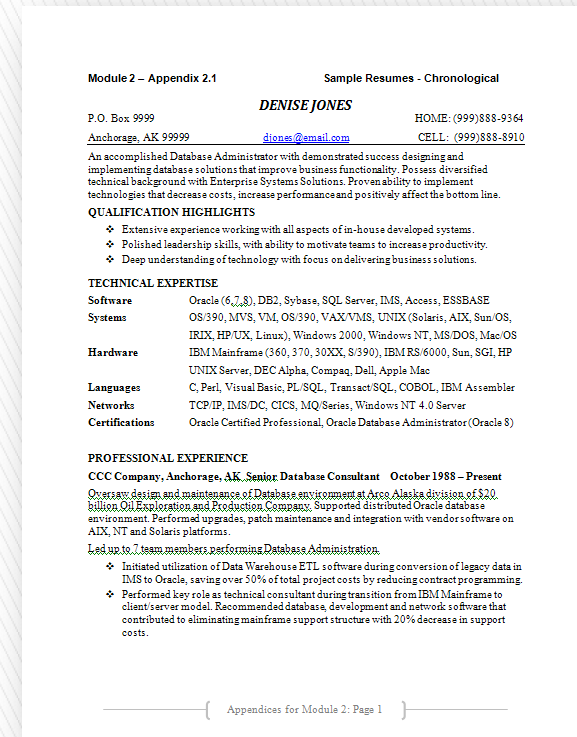 Module 2 – Appendix 2.1 Sample Resumes - Chronological
DENISE JONES
P.O. Box 9999 HOME: (999)888-9364
Anchorage, AK 99999 djones@email.com CELL: (999)888-8910
An accomplished Database Administrator with demonstrated success designing and
implementing database solutions that improve business functionality. Possess diversified
technical background with Enterprise Systems Solutions. Proven ability to implement
technologies that decrease costs, increase performance and positively affect the bottom line.
QUALIFICATION HIGHLIGHTS
❖ Extensive experience working with all aspects of in-house developed systems.
❖ Polished leadership skills, with ability to motivate teams to increase productivity.
❖ Deep understanding of technology with focus on delivering business solutions.
TECHNICAL EXPERTISE
Software Oracle (6,7,8), DB2, Sybase, SQL Server, IMS, Access, ESSBASE
Systems OS/390, MVS, VM, OS/390, VAX/VMS, UNIX (Solaris, AIX, Sun/OS,
IRIX, HP/UX, Linux), Windows 2000, Windows NT, MS/DOS, Mac/OS
Hardware IBM Mainframe (360, 370, 30XX, S/390), IBM RS/6000, Sun, SGI, HP
UNIX Server, DEC Alpha, Compaq, Dell, Apple Mac
Languages C, Perl, Visual Basic, PL/SQL, Transact/SQL, COBOL, IBM Assembler
Networks TCP/IP, IMS/DC, CICS, MQ/Series, Windows NT 4.0 Server
Certifications Oracle Certified Professional, Oracle Database Administrator (Oracle 8)
PROFESSIONAL EXPERIENCE
CCC Company, Anchorage, AK Senior Database Consultant October 1988 – Present
Oversaw design and maintenance of Database environment at Arco Alaska division of $20
billion Oil Exploration and Production Company. Supported distributed Oracle database
environment. Performed upgrades, patch maintenance and integration with vendor software on
AIX, NT and Solaris platforms.
Led up to 7 team members performing Database Administration.
❖ Initiated utilization of Data Warehouse ETL software during conversion of legacy data in
IMS to Oracle, saving over 50% of total project costs by reducing contract programming.
❖ Performed key role as technical consultant during transition from IBM Mainframe to
client/server model. Recommended database, development and network software that
contributed to eliminating mainframe support structure with 20% decrease in support
costs.
Appendices for Module 2: Page 1